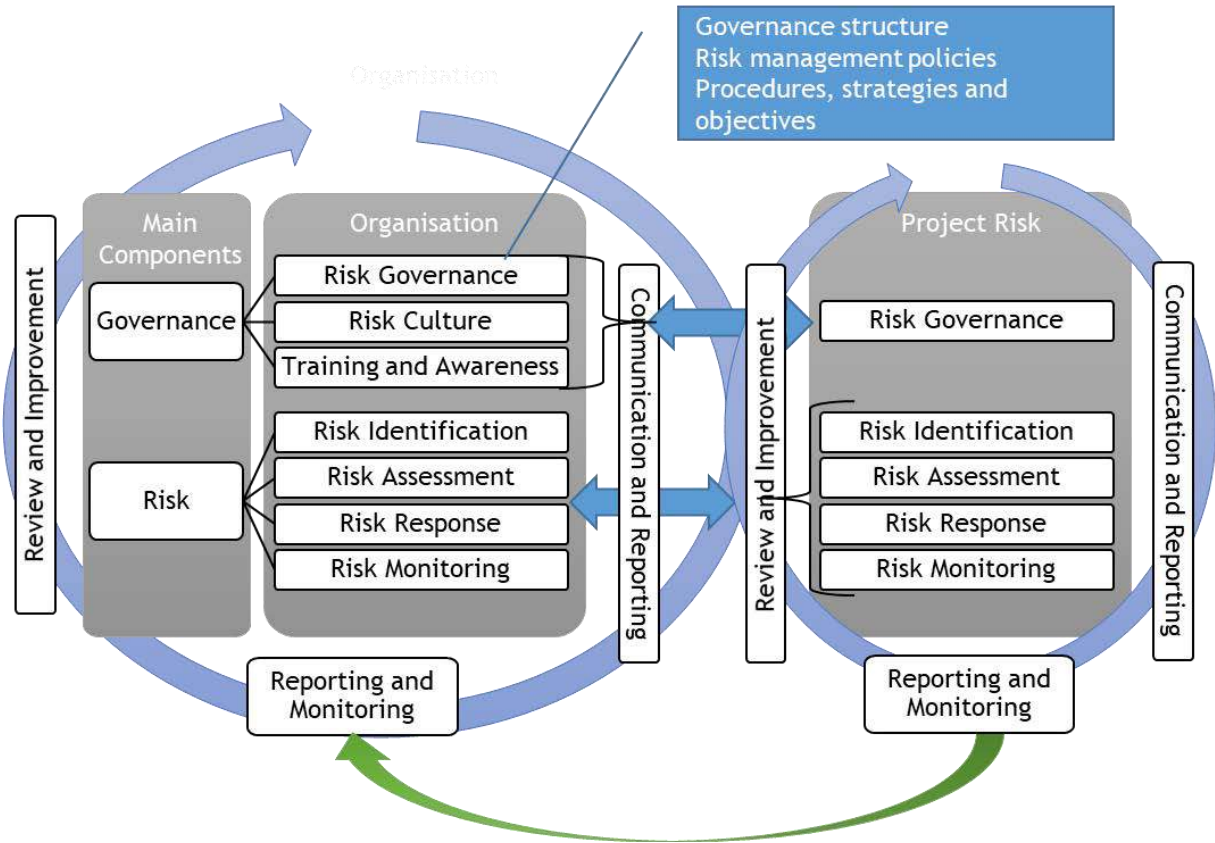 Governance structure
Risk management policies
Procedures, strategies and
objectives
Organisation
Review and Improvement
Main
Components
Governance
Risk
Organisation
Risk Governance
Risk Culture
Training and Awareness
Risk Identification
Risk Assessment
Risk Response
Risk Monitoring
Communication and Reporting
Reporting and
Monitoring
Review and Improvement
Project Risk
Risk Governance
Risk Identification
Risk Assessment
Risk Response
Risk Monitoring
Communication and Reporting
Reporting and
Monitoring